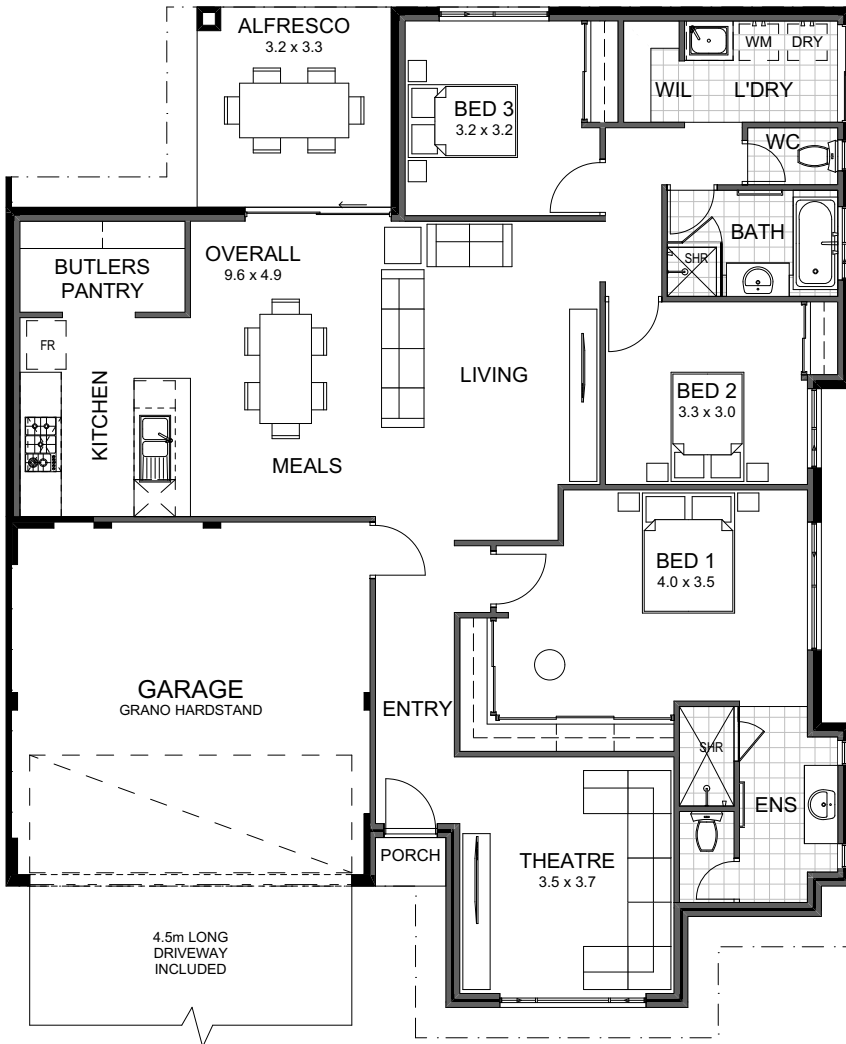 ALFRESCO
3.2 x 3.3
BED 3
3.2 x 3.2
WM
DRY
WIL
L'DRY
WC
BATH
SHR
OVERALL
9.6 x 4.9
BUTLERS
PANTRY
FR
KITCHEN
LIVING
MEALS
BED 2
3.3 x 3.0
BED 1
4.0 x 3.5
GARAGE
GRANO HARDSTAND
ENTRY
SHR
ENS
PORCH
THEATRE
3.5 x 3.7
4.5m LONG
DRIVEWAY
INCLUDED